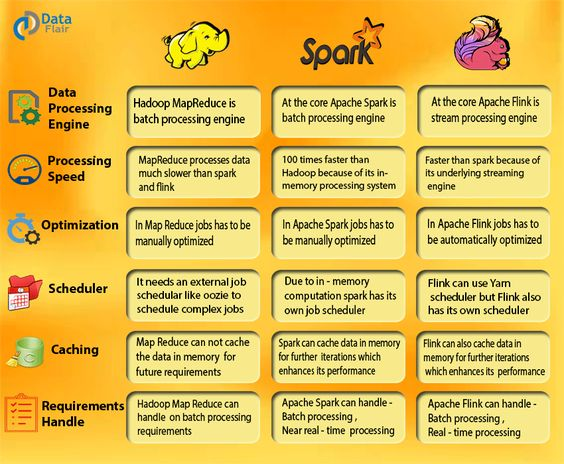 Data
Flair
Spark
Data
Processing
Engine
Hadoop MapReduce is
batch processing engine
At the core Apache Spark is
batch processing engine
At the core Apache Flink is
stream processing engine
Processing
Speed
MapReduce processes data
much slower than spark
and flink
100 times faster than
Hadoop because of its in-
memory processing system
Faster than spark because of
its underlying streaming
engine
Optimization
In Map Reduce jobs has to be
manually optimized
In Apache Spark jobs has to
be manually optimized
In Apache Flink jobs has to
be automatically optimized
Scheduler
It needs an external job
schedular like oozie to
schedule complex jobs
Due to in - memory
computation spark has its
own job scheduler
Flink can use Yarn
scheduler but Flink also
has its own scheduler
Caching
Map Reduce can not cache
the data in memory for
future requirements
Spark can cache data in memory
for further iterations which
enhances its performance
Flink can also cache data in
memory for further iterations
which enhances its performance
Requirements
Handle
Hadoop Map Reduce can
handle on batch processing
requirements
Apache Spark can handle -
Batch processing ,
Near real - time processing
Apache Flink can handle -
Batch processing ,
Real - time processing